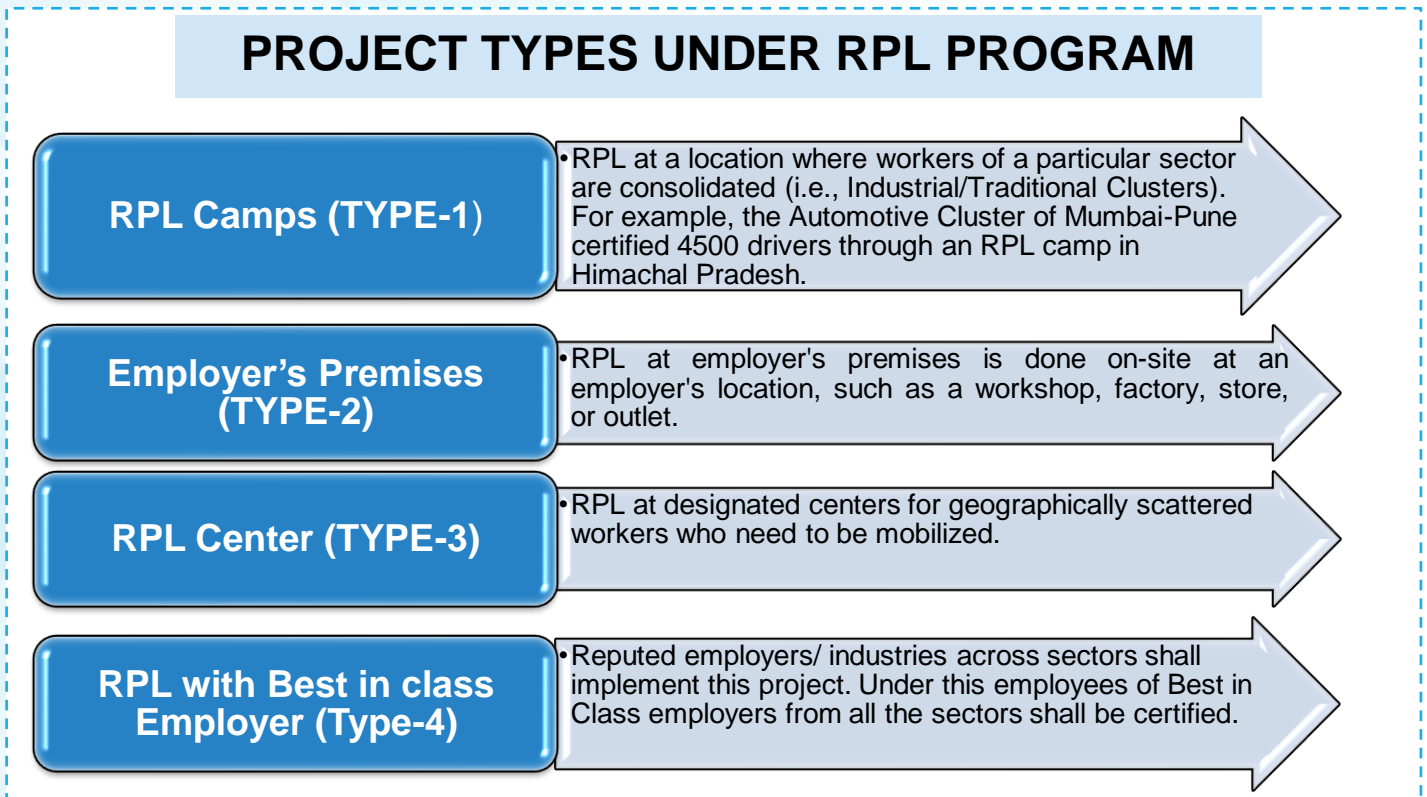 PROJECT TYPES UNDER RPL PROGRAM
RPL Camps (TYPE-1)
•RPL at a location where workers of a particular sector
are consolidated (i.e., Industrial/Traditional Clusters).
For example, the Automotive Cluster of Mumbai-Pune
certified 4500 drivers through an RPL camp in
Himachal Pradesh.
Employer’s Premises
(TYPE-2)
•RPL at employer's premises is done on-site at an
employer's location, such as a workshop, factory, store,
or outlet.
RPL Center (TYPE-3)
•RPL at designated centers for geographically scattered
workers who need to be mobilized.
RPL with Best in class
Employer (Type-4)
•Reputed employers/ industries across sectors shall
implement this project. Under this employees of Best in
Class employers from all the sectors shall be certified.